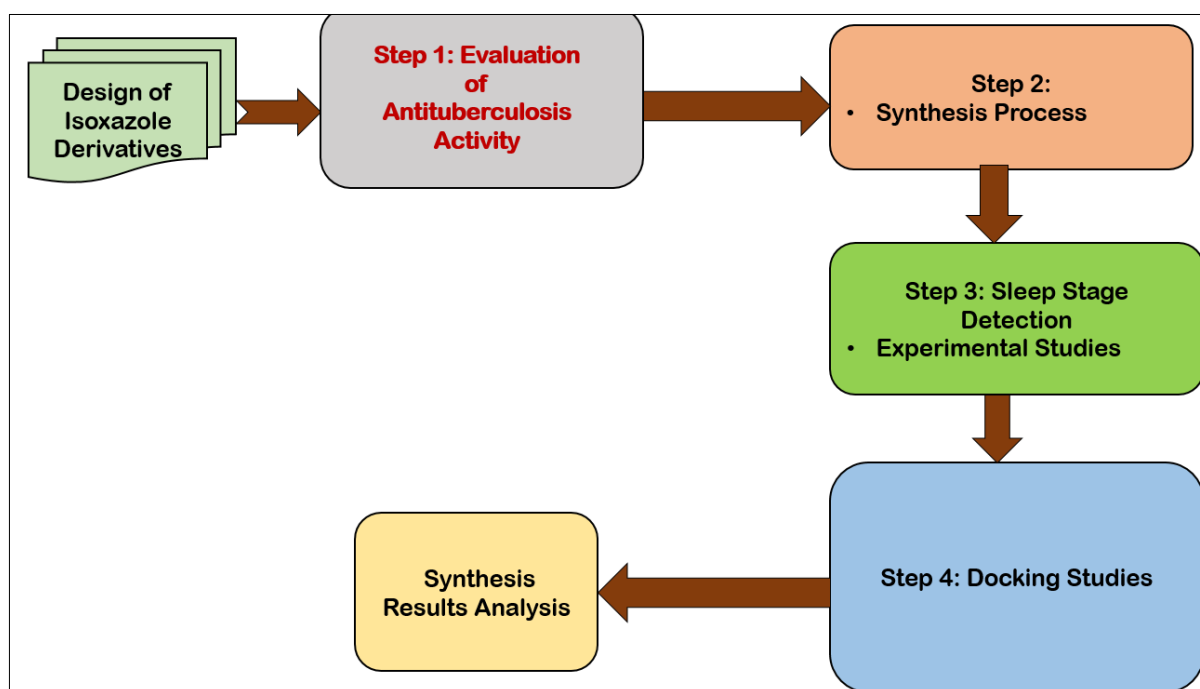 Design of
Isoxazole
Derivatives
Step 1: Evaluation
of
Antituberculosis
Activity
Step 2:
• Synthesis Process
Step 3: Sleep Stage
Detection
• Experimental Studies
Step 4: Docking Studies
Synthesis
Results Analysis